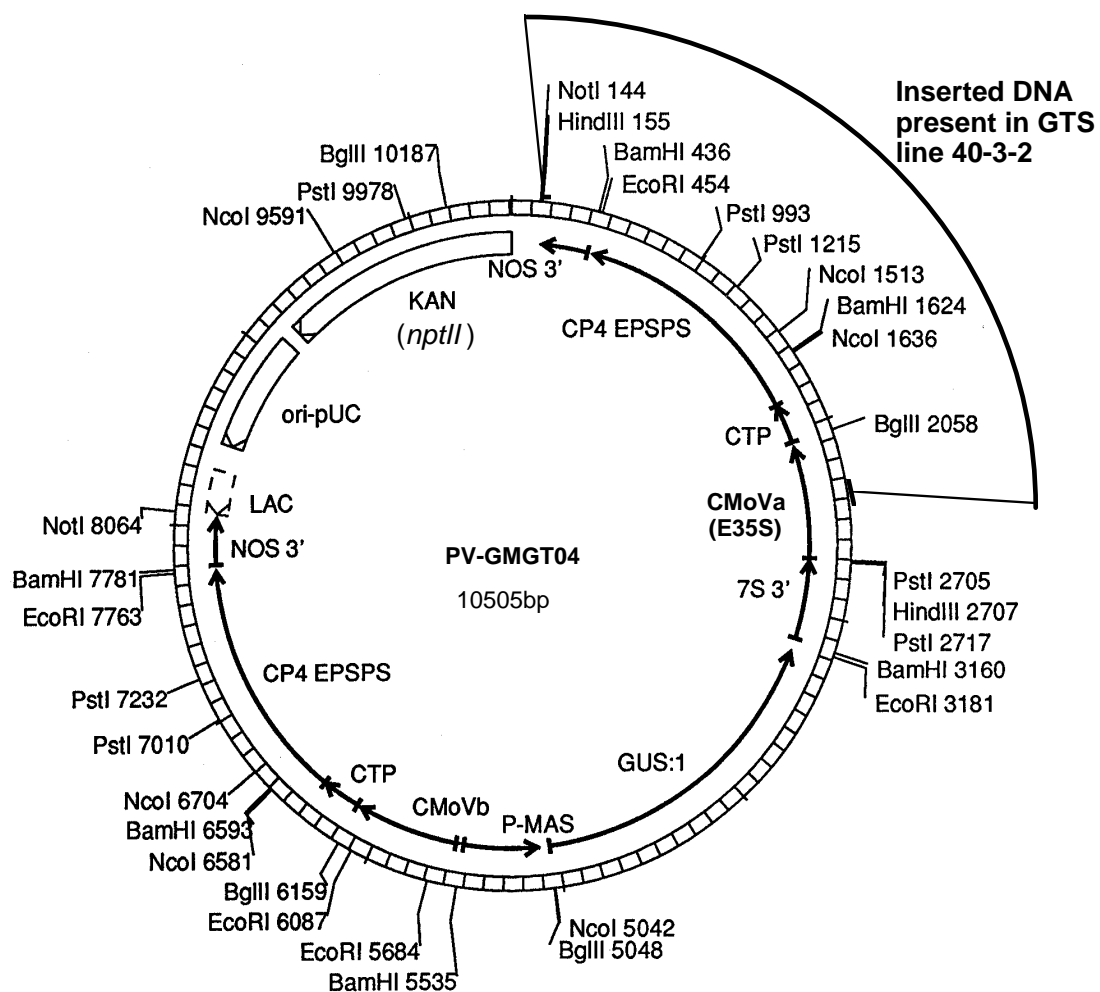 Inserted DNA
present in GTS
line 40-3-2
NotI 144
HindIII 155
BamHI 436
EcoRI 454
PstI 993
PstI 1215
NcoI 1513
BamHI 1624
NcoI 1636
BglII 2058
PstI 2705
HindIII 2707
PstI 2717
BamHI 3160
EcoRI 3181
NcoI 5042
BglII 5048
BamHI 5535
EcoRI 5684
EcoRI 6087
BglII 6159
NcoI 6581
BamHI 6593
NcoI 6704
PstI 7010
PstI 7232
EcoRI 7763
BamHI 7781
NotI 8064
NcoI 9591
PstI 9978
BglII 10187
NOS 3’
CP4 EPSPS
CTP
CMoVa
(E35S)
7S 3’
GUS:1
P-MAS
CMoVb
CTP
CP4 EPSPS
NOS 3’
LAC
ori-pUC
KAN
(nptII)
PV-GMGT04
10505bp